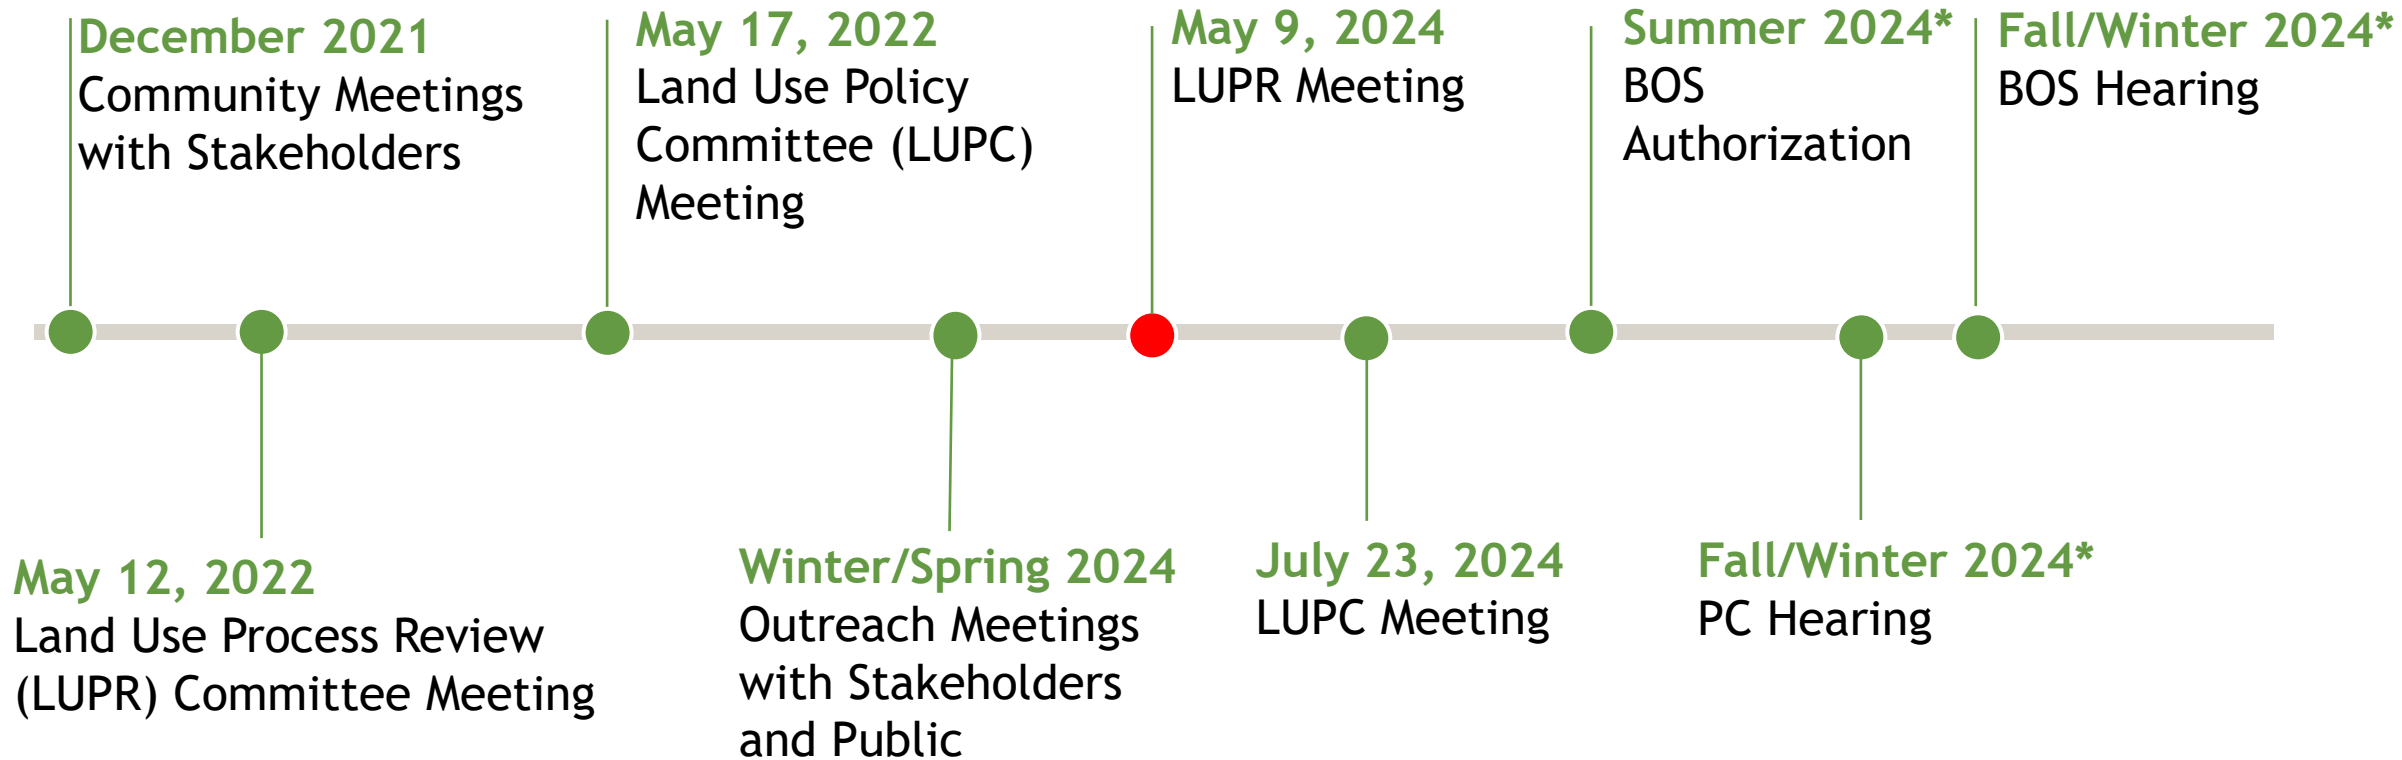 December 2021
Community Meetings
with Stakeholders
May 17, 2022
Land Use Policy
Committee (LUPC)
Meeting
May 9, 2024
LUPR Meeting
Summer 2024*
BOS
Authorization
Fall/Winter 2024*
BOS Hearing
May 12, 2022
Land Use Process Review
(LUPR) Committee Meeting
Winter/Spring 2024
Outreach Meetings
with Stakeholders
and Public
July 23, 2024
LUPC Meeting
Fall/Winter 2024*
PC Hearing